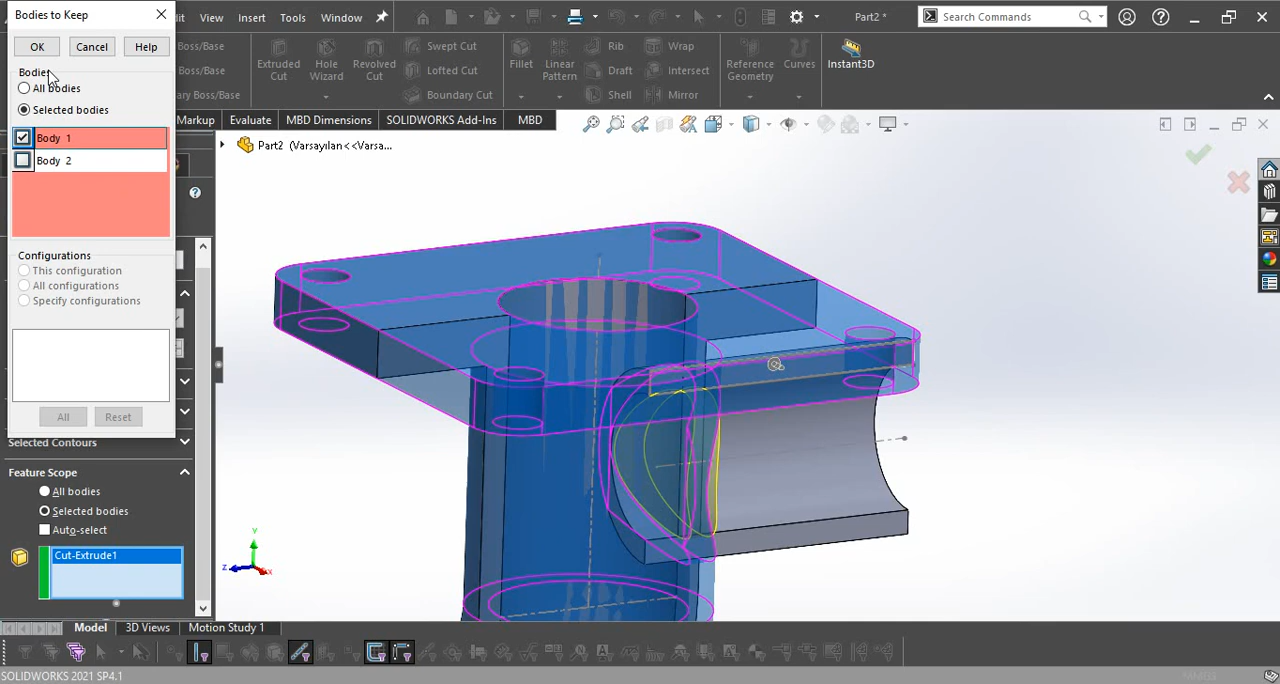 Bodies to Keep
it View Insert Tools Window Part2 * Search Commands
OK Cancel Help
Boss/Base Extruded Cut Hole Wizard Revolved Cut Swept Cut Fillet Linear Pattern Rib Wrap Reference Geometry Curves Instant3D
Boss/Base Lofted Cut Draft Intersect
ary Boss/Base Boundary Cut Shell Mirror
Bodies
All bodies
Selected bodies
Markup Evaluate MBD Dimensions SOLIDWORKS Add-Ins MBD
Body 1
Body 2
Part2 (Varsayılan<<Varsa...
Configurations
This configuration
All configurations
Specify configurations
All Reset
Selected Contours
Feature Scope
All bodies
Selected bodies
Auto-select
Cut-Extrude1
Y
Z
X
Model 3D Views Motion Study 1
SOLIDWORKS 2021 SP4.1